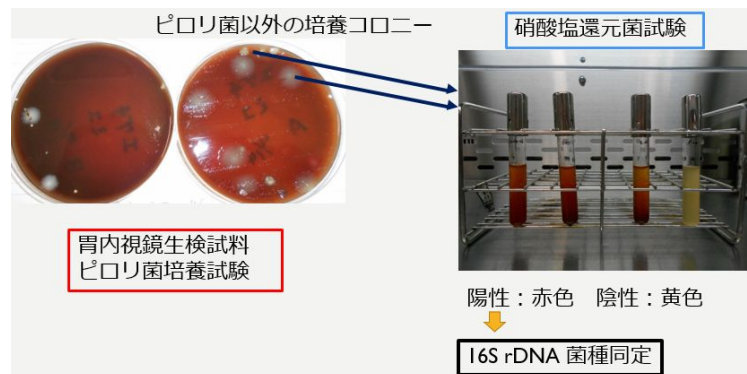 ピロリ菌以外の培養コロニー
硝酸塩還元菌試験
胃内視鏡生検試料
ピロリ菌培養試験
陽性：赤色　陰性：黄色
16S rDNA 菌種同定